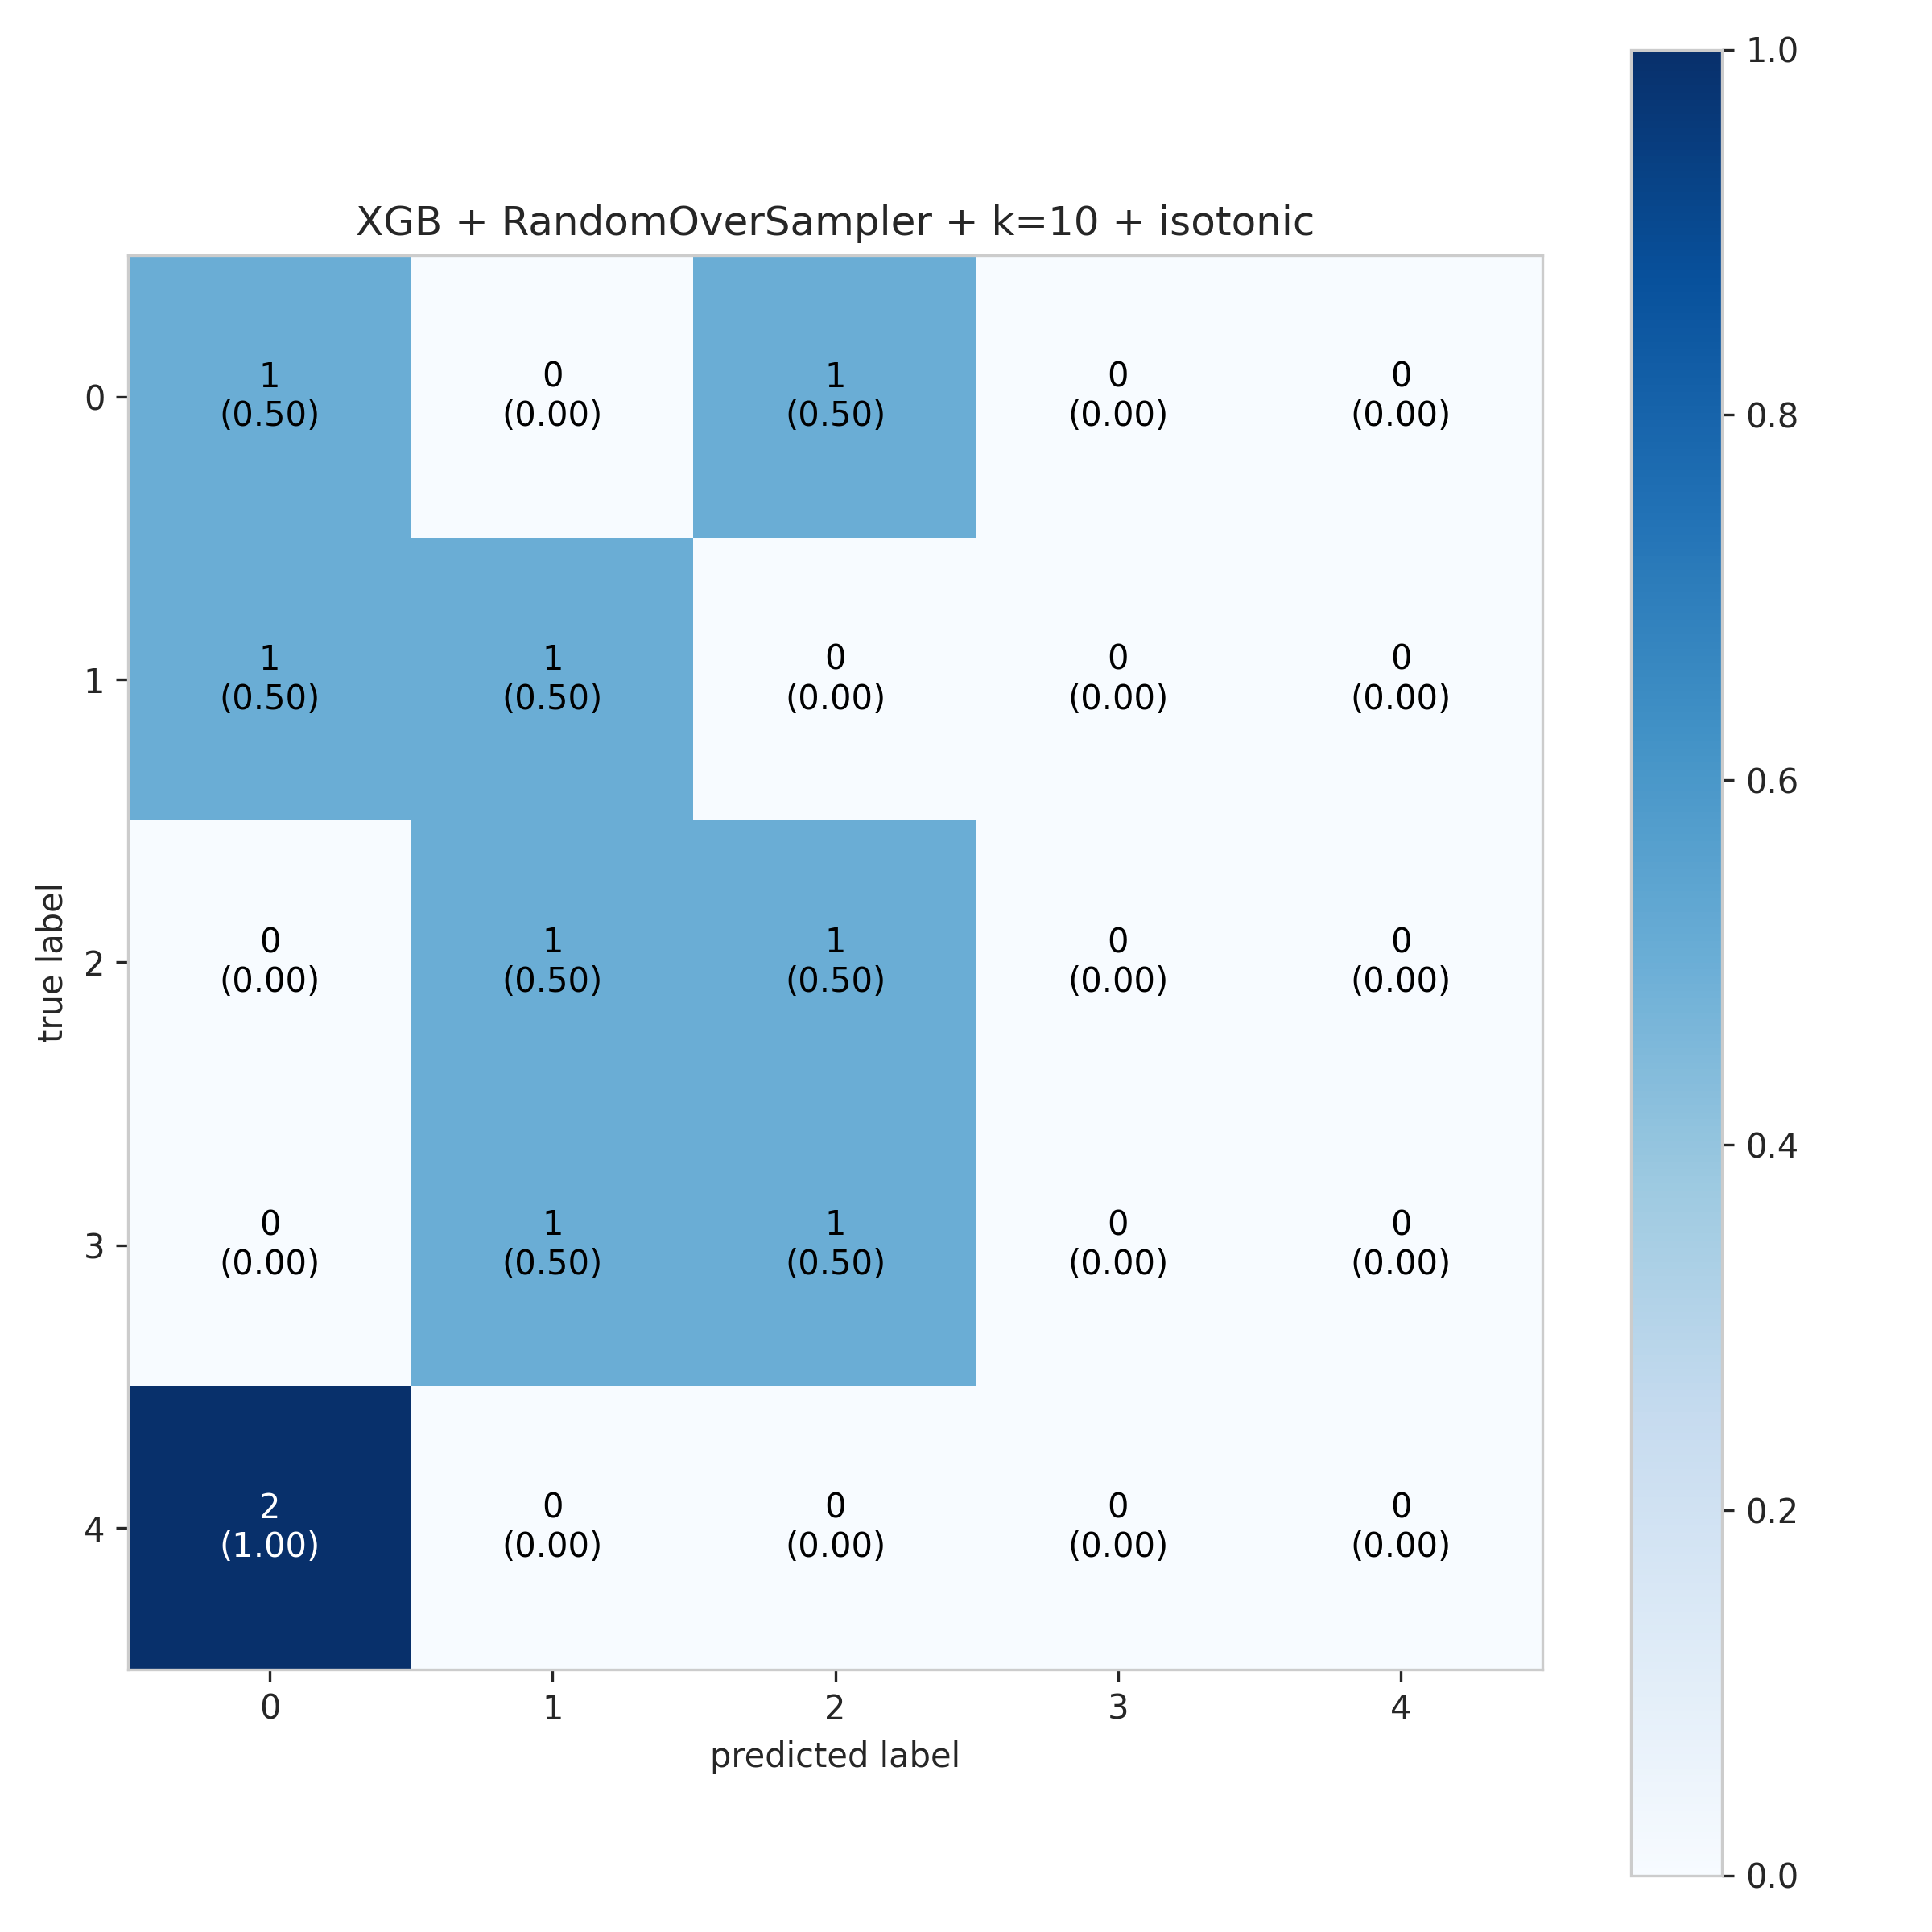 XGB + RandomOverSampler + k=10 + isotonic
1 0 1 0 0
(0.50) (0.00) (0.50) (0.00) (0.00)
0
1 1 0 0 0
(0.50) (0.50) (0.00) (0.00) (0.00)
1
0 1 1 0 0
(0.00) (0.50) (0.50) (0.00) (0.00)
2
0 1 1 0 0
(0.00) (0.50) (0.50) (0.00) (0.00)
3
2 0 0 0 0
(1.00) (0.00) (0.00) (0.00) (0.00)
4
true label
0 1 2 3 4
predicted label
1.0
0.8
0.6
0.4
0.2
0.0